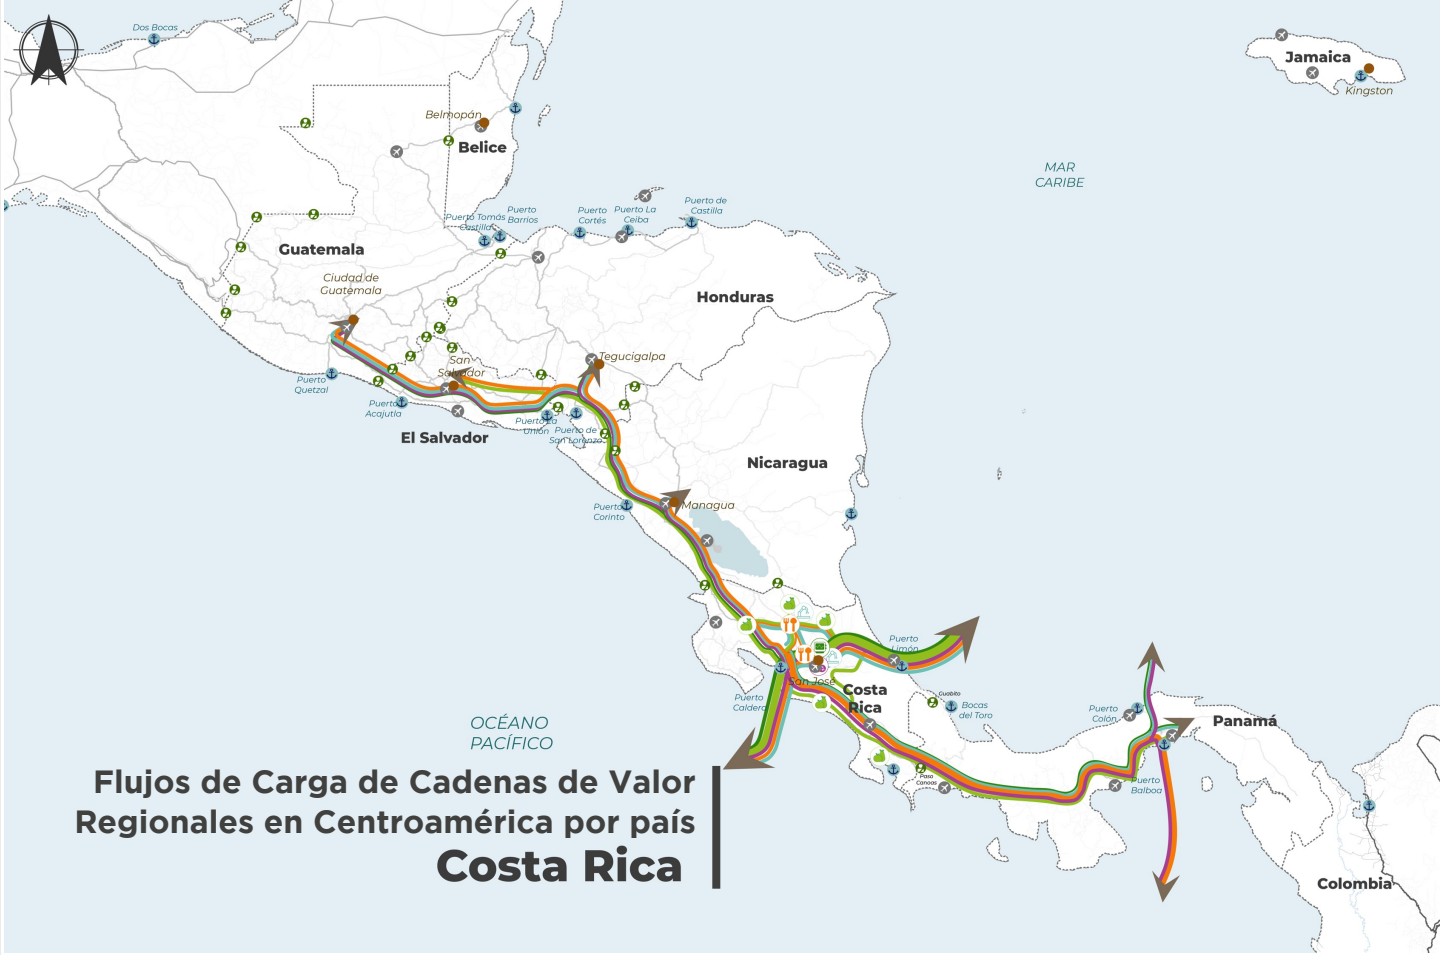 Dos Bocas
Jamaica
Kingston
Belmopán
Belice
MAR
CARIBE
Puerto Tomás
Castilla
Puerto
Barrios
Puerto
Cortés
Puerto La
Ceiba
Puerto de
Castilla
Guatemala
Ciudad de
Guatemala
Honduras
Tegucigalpa
San
Salvador
Puerto
Quetzal
Puerto
Acajutla
El Salvador
Puerto La
Unión
Puerto de
San Lorenzo
Nicaragua
Puerto
Corinto
Managua
Puerto
Limón
San José
Costa
Rica
Puerto
Caldera
Guabito
Bocas
del Toro
Puerto
Colón
Panamá
OCÉANO
PACÍFICO
Paso
Canoas
Puerto
Balboa
Colombia
Flujos de Carga de Cadenas de Valor
Regionales en Centroamérica por país
Costa Rica